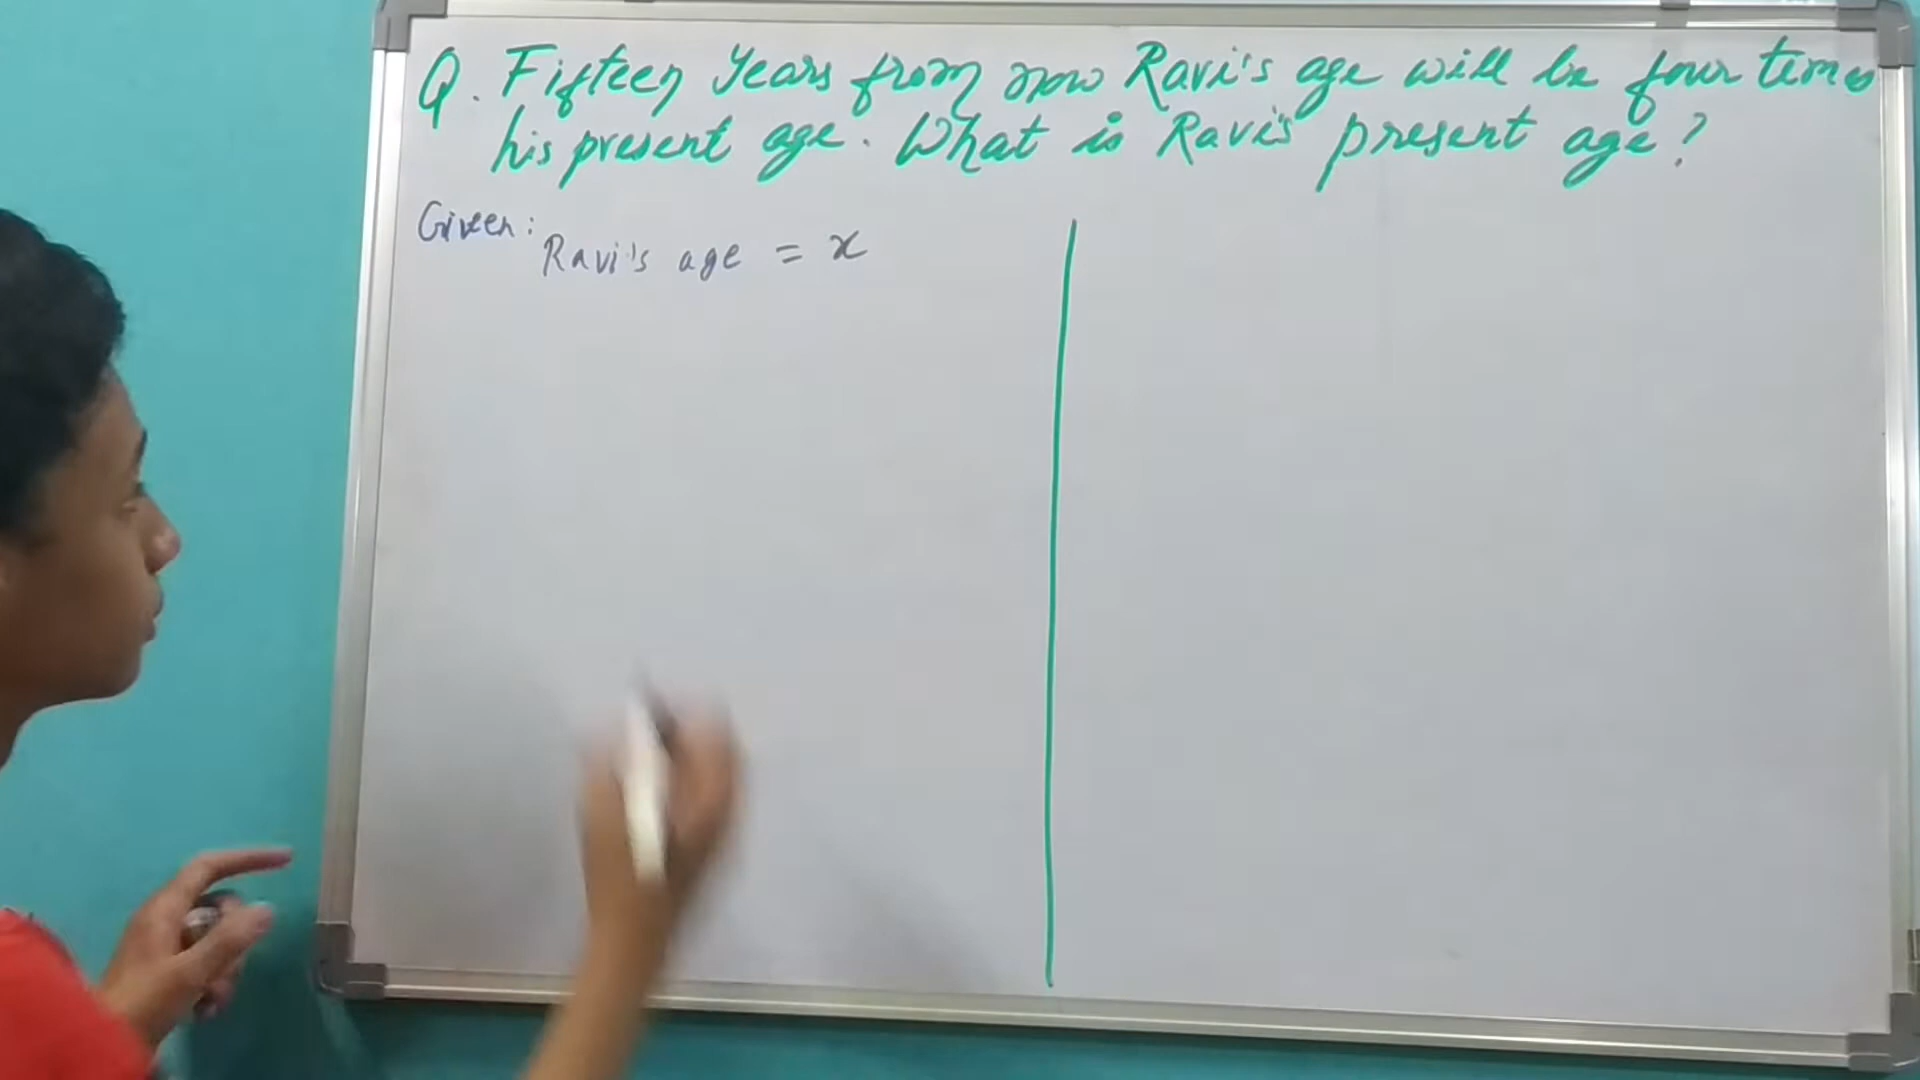 Q. Fifteen Years from now Ravi's age will be four times
his present age. What is Ravi's present age?
Given:
Ravi's age = x